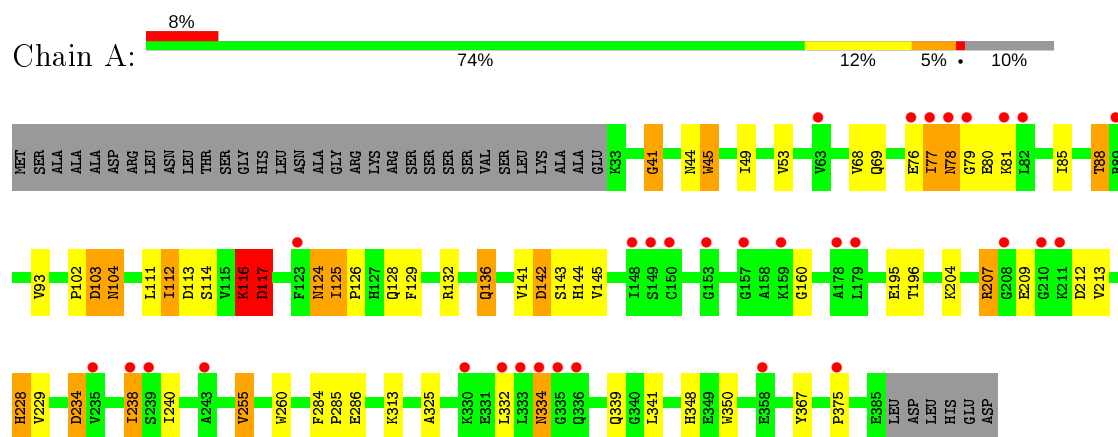 8%
Chain A:
74% 12% 5% • 10%
MET SER ALA ALA ALA ASP ARG LEU ASN LEU THR SER GLY HIS LEU ASN ALA GLY ARG LYS ARG SER SER SER SER VAL SER LEU LYS ALA ALA GLU K33 G41 N44 W45 I49 V53 V63 V68 Q69 E76 I77 N78 G79 E80 K81 L82 I85 T88 R89
V93 P102 D103 N104 L111 I112 D113 S114 V115 K116 D117 F123 N124 I125 P126 H127 Q128 F129 R132 Q136 V141 D142 S143 H144 V145 I148 S149 C150 G153 G157 A158 K159 G160 A178 L179 E195 T196 K204 R207 G208 E209 G210 K211 D212 V213
H228 V229 D234 V235 I238 S239 I240 A243 V255 W260 F284 P285 E286 K313 A325 K330 E331 L332 L333 N334 G335 Q336 Q339 G340 L341 H348 E349 W350 E358 Y367 P375 E385 LEU ASP LEU HIS GLU ASP